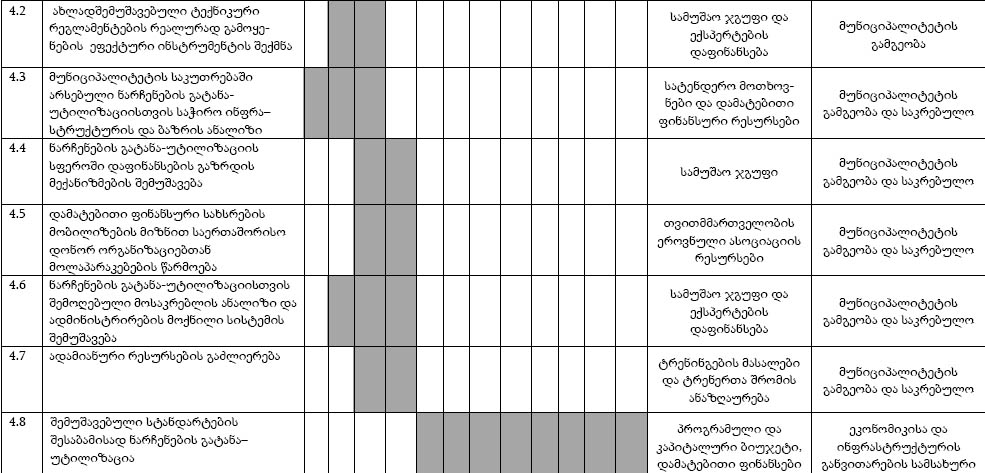 4.2
ახლადშემუშავებული ტექნიკური
რეგლამენტების რეალურად გამოყე-
ნების ეფექტური ინსტრუმენტის შექმნა
სამუშაო ჯგუფი და
ექსპერტების
დაფინანსება
მუნიციპალიტეტის
გამგეობა
4.3
მუნიციპალიტეტის საკუთრებაში
არსებული ნარჩენების გატანა-
უტილიზაციისთვის საჭირო ინფრა–
სტრუქტურის და ბაზრის ანალიზი
სატენდერო მოთხოვ-
ნები და დამატებითი
ფინანსური რესურსები
მუნიციპალიტეტის
გამგეობა და საკრებულო
4.4
ნარჩენების გატანა-უტილიზაციის
სფეროში დაფინანსების გაზრდის
მექანიზმების შემუშავება
სამუშაო ჯგუფი
მუნიციპალიტეტის
გამგეობა და საკრებულო
4.5
დამატებითი ფინანსური სახსრების
მობილიზების მიზნით საერთაშორისო
დონორ ორგანიზაციებთან
მოლაპარაკებების წარმოება
თვითმმართველობის
ეროვნული ასოციაციის
რესურსები
მუნიციპალიტეტის
გამგეობა და საკრებულო
4.6
ნარჩენების გატანა-უტილიზაციისთვის
შემოღებული მოსაკრებლის ანალიზი და
ადმინისტრირების მოქნილი სისტემის
შემუშავება
სამუშაო ჯგუფი და
ექსპერტების
დაფინანსება
მუნიციპალიტეტის
გამგეობა და საკრებულო
4.7
ადამიანური რესურსების გაძლიერება
ტრენინგების მასალები
და ტრენერთა შრომის
ანაზღაურება
მუნიციპალიტეტის
გამგეობა და საკრებულო
4.8
შემუშავებული სტანდარტების
შესაბამისად ნარჩენების გატანა–
უტილიზაცია
პროგრამული და
კაპიტალური ბიუჯეტი,
დამატებითი ფინანსები
ეკონომიკისა და
ინფრასტრუქტურის
განვითარების სამსახური